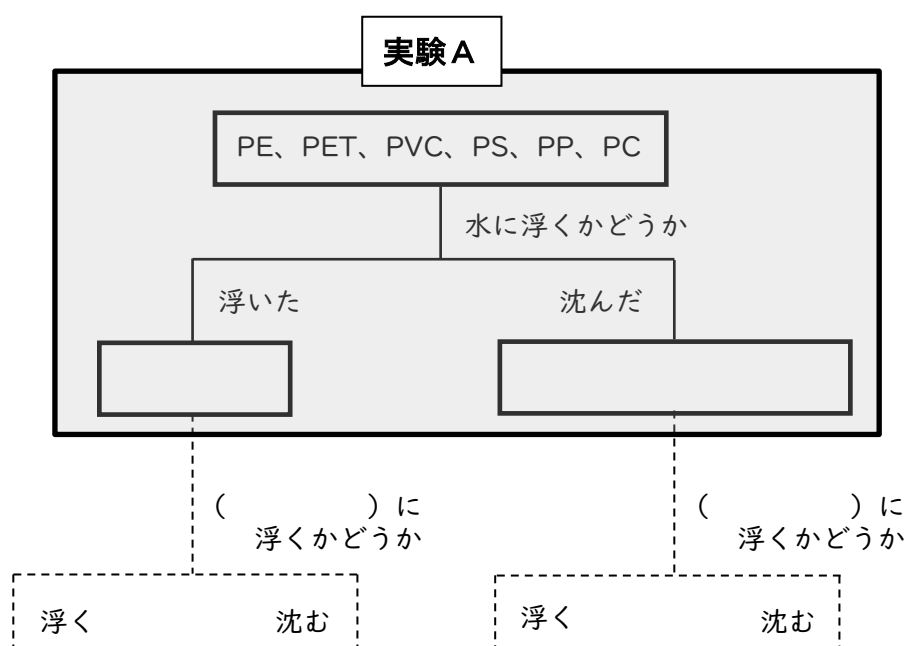 実験A
PE、PET、PVC、PS、PP、PC
水に浮くかどうか
浮いた
沈んだ
(　　　　)に
浮くかどうか
(　　　　)に
浮くかどうか
浮く
沈む
浮く
沈む